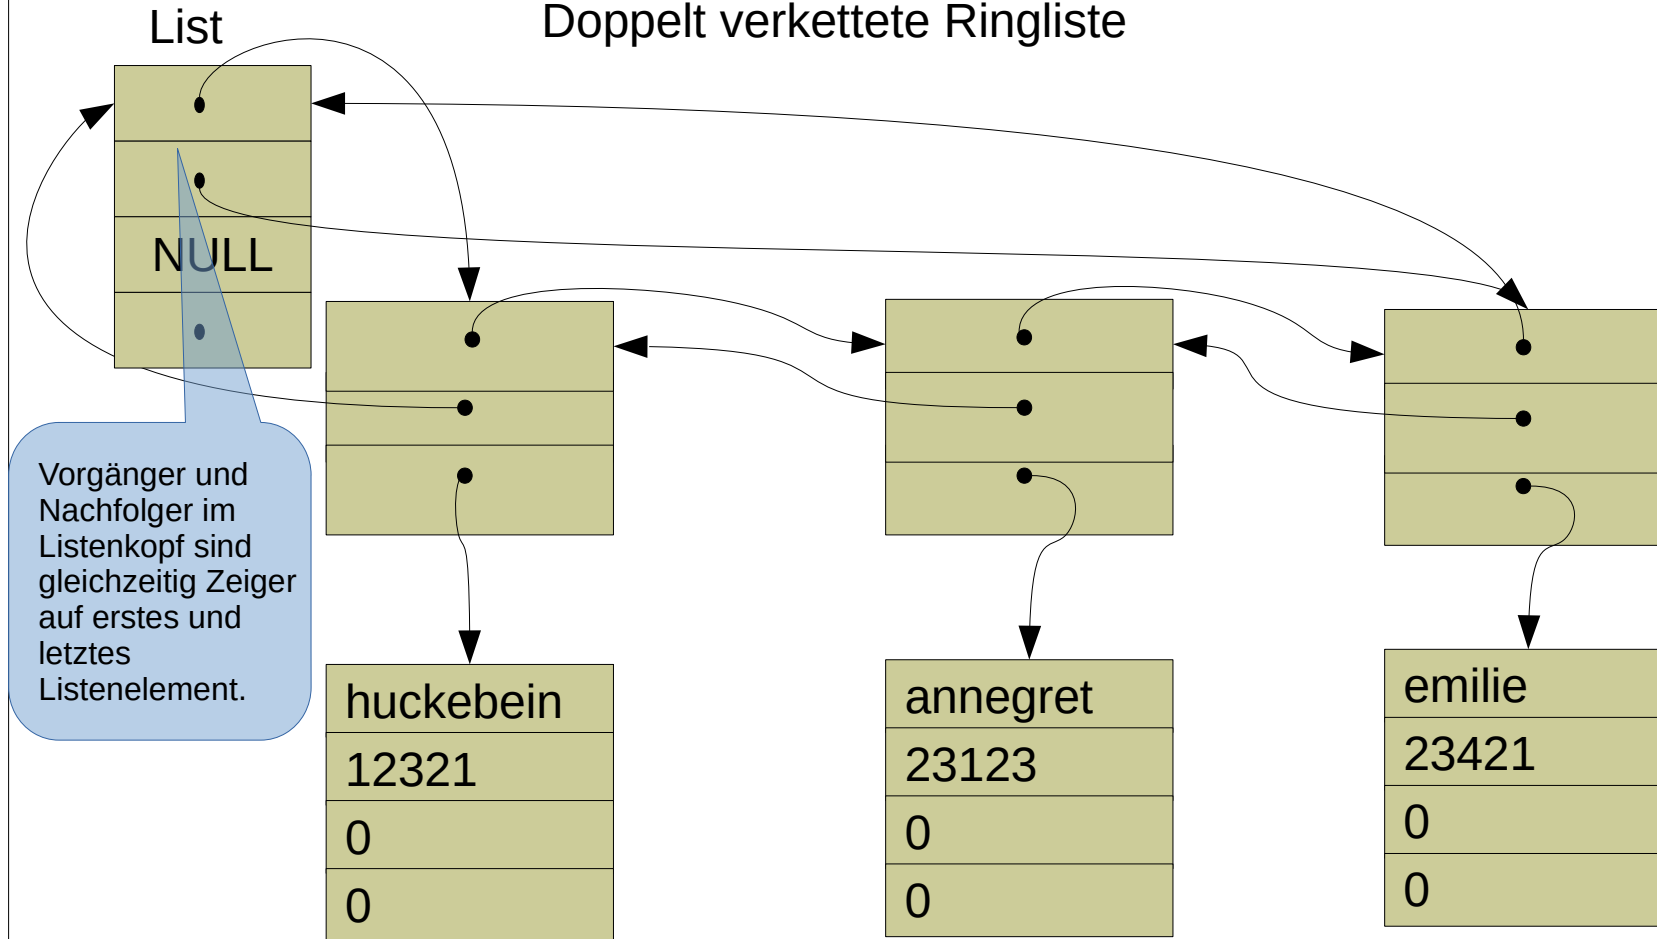 Doppelt verkettete Ringliste
List
NULL
Vorgänger und
Nachfolger im
Listenkopf sind
gleichzeitig Zeiger
auf erstes und
letztes
Listenelement.
huckebein
12321
0
0
annegret
23123
0
0
emilie
23421
0
0